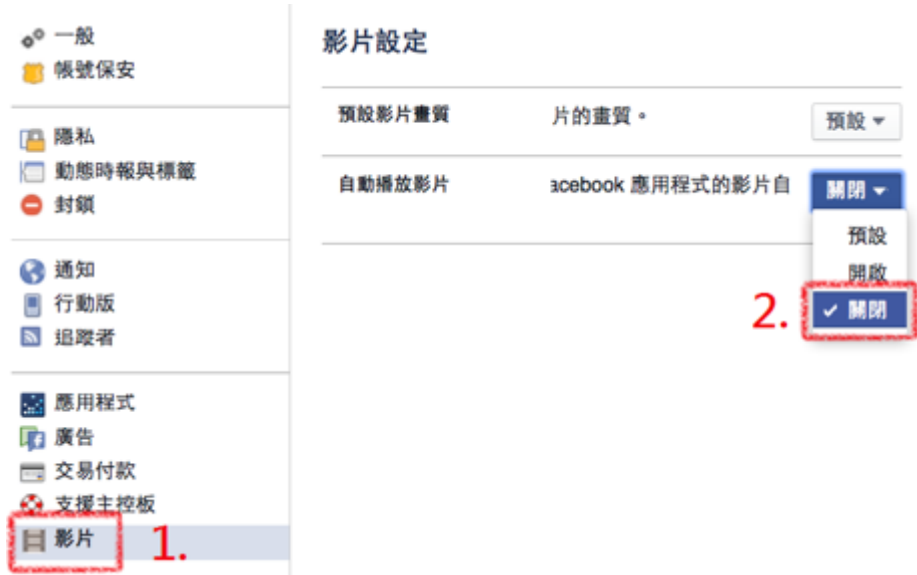 一般
帳號保安
隱私
動態時報與標籤
封鎖
通知
行動版
追蹤者
應用程式
廣告
交易付款
支援主控板
影片
1.
影片設定
預設影片畫質
片的畫質。
預設
自動播放影片
acebook 應用程式的影片自
關閉
預設
開啟
2.
✓ 關閉